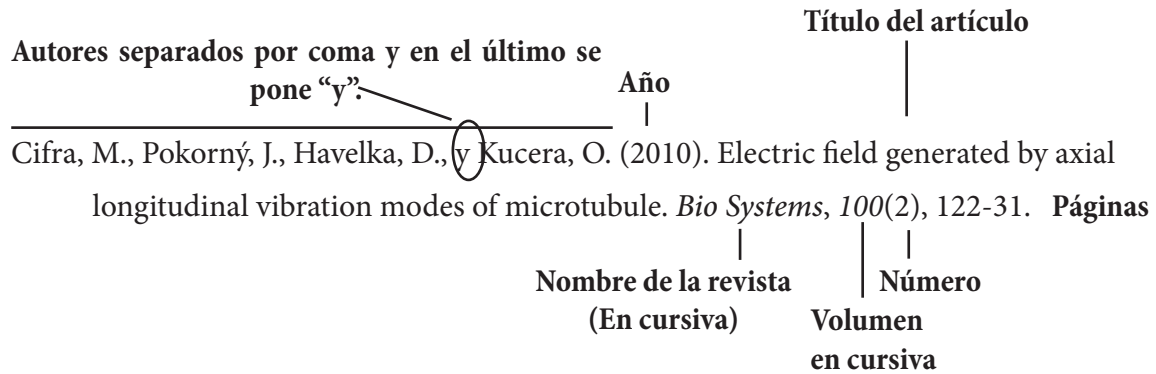 Título del artículo
Autores separados por coma y en el último se
pone “y”.
Año
Cifra, M., Pokorný, J., Havelka, D., y Kucera, O. (2010). Electric field generated by axial
longitudinal vibration modes of microtubule. Bio Systems, 100(2), 122-31. Páginas
Nombre de la revista
(En cursiva)
Número
Volumen
en cursiva